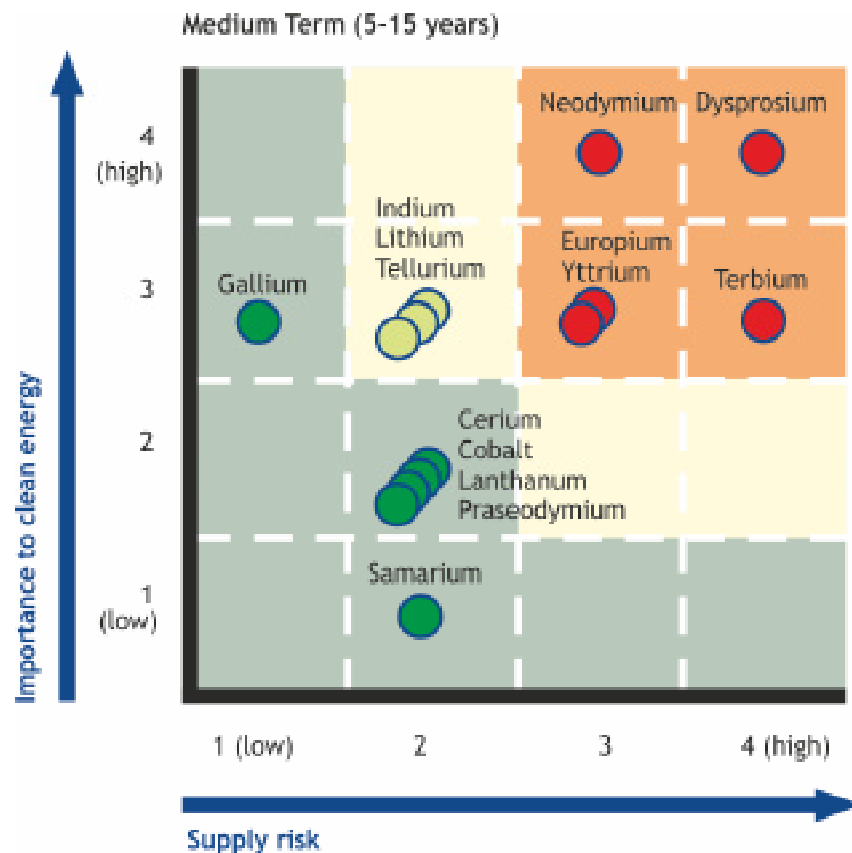 Medium Term (5-15 years)
Neodymium
Dysprosium
4
(high)
Indium
Lithium
Tellurium
Europium
Yttrium
Gallium
Terbium
3
Cerium
Cobalt
Lanthanum
Praseodymium
2
Samarium
1
(low)
Importance to clean energy
1 (low)
2
3
4 (high)
Supply risk